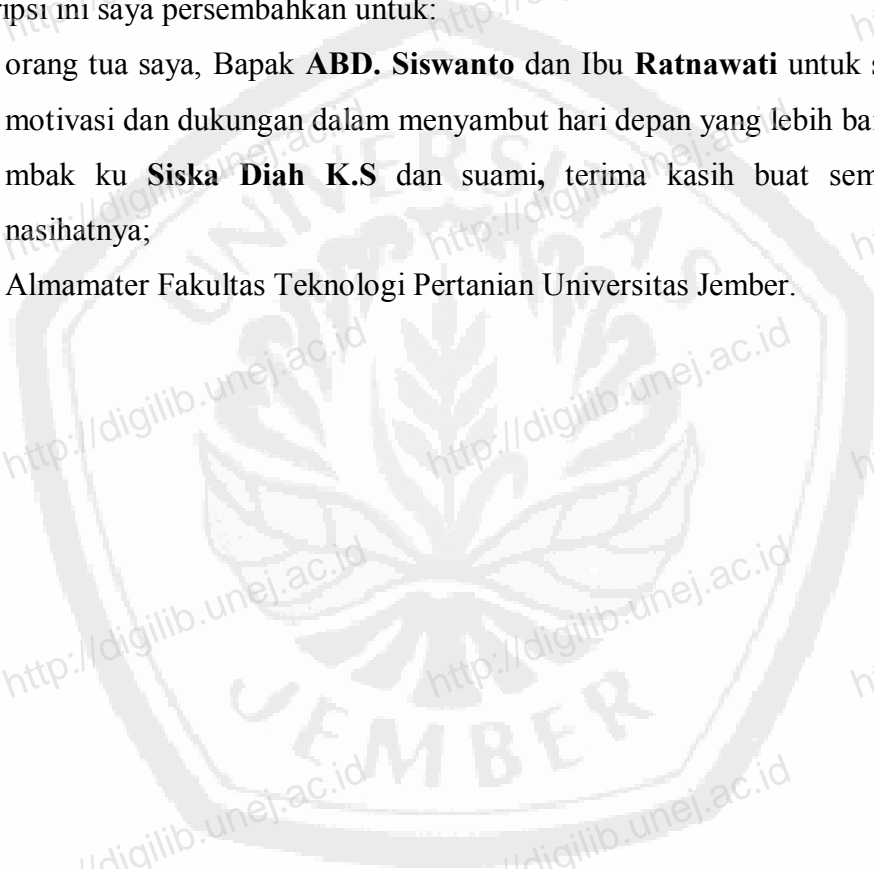 ripsi ini saya persembahkan untuk:
orang tua saya, Bapak ABD. Siswanto dan Ibu Ratnawati untuk
motivasi dan dukungan dalam menyambut hari depan yang lebih
mbak ku Siska Diah K.S dan suami, terima kasih buat
nasihatnya;
Almamater Fakultas Teknologi Pertanian Universitas Jember.
UNIVERSITAS
http://digilib.unej.ac.id
http://digilib.unej.ac.id
http://digilib.unej.ac.id
http://digilib.unej.ac.id
JEMBER